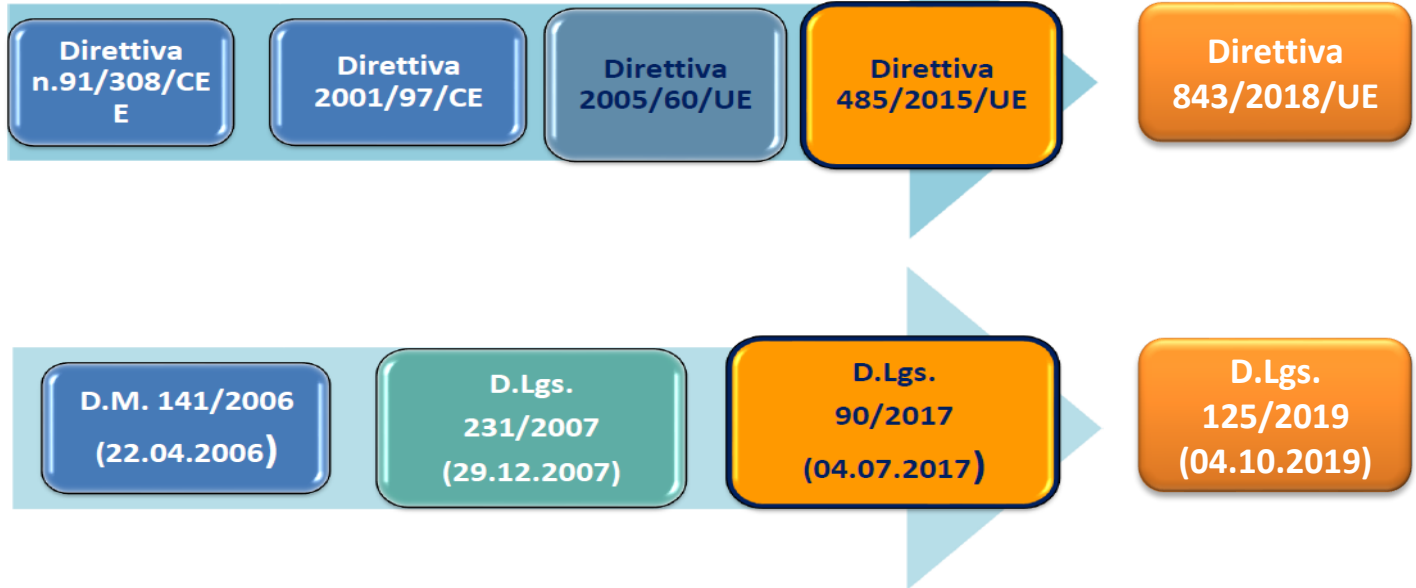 Direttiva
n.91/308/CE
E
Direttiva
2001/97/CE
Direttiva
2005/60/UE
Direttiva
485/2015/UE
Direttiva
843/2018/UE
D.M. 141/2006
(22.04.2006)
D.Lgs.
231/2007
(29.12.2007)
D.Lgs.
90/2017
(04.07.2017)
D.Lgs.
125/2019
(04.10.2019)